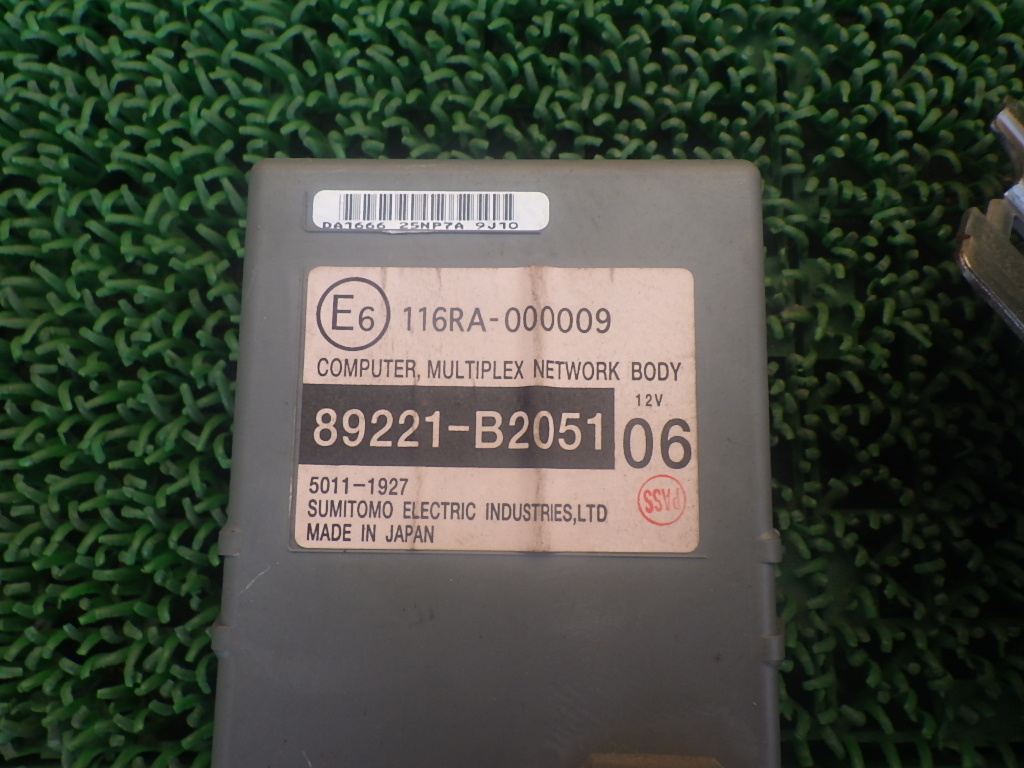 DA1666 25NP7A 9J10
E6 116RA-000009
COMPUTER, MULTIPLEX NETWORK BODY
12V
89221-B2051 06
5011-1927
PASS
SUMITOMO ELECTRIC INDUSTRIES,LTD
MADE IN JAPAN